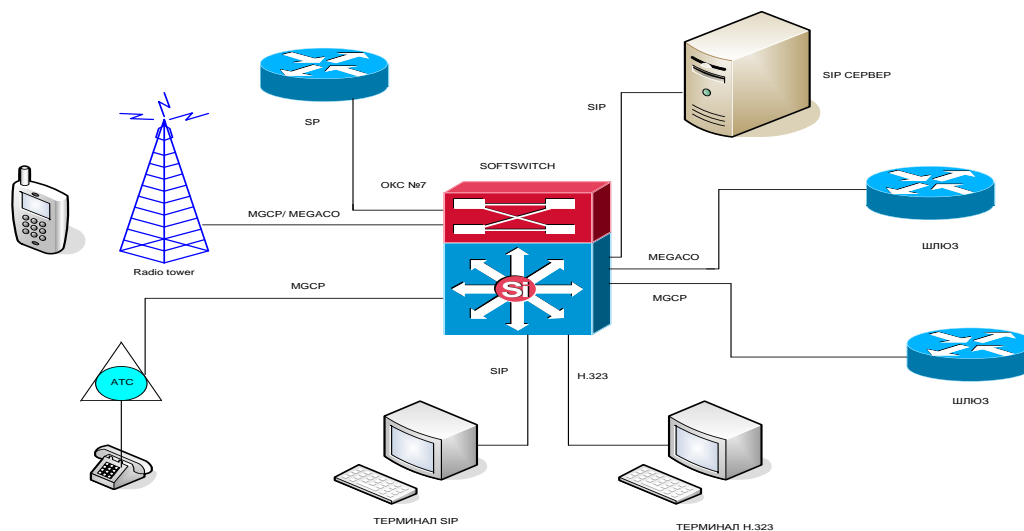 SIP СЕРВЕР
SIP
SP
SOFTSWITCH
ОКС №7
MGCP/ MEGACO
ШЛЮЗ
MEGACO
Radio tower
Si
MGCP
MGCP
SIP
H.323
АТС
ШЛЮЗ
ТЕРМИНАЛ SIP
ТЕРМИНАЛ H.323